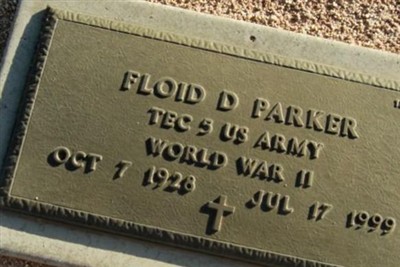 FLOID D PARKER
TEC 5 US ARMY
WORLD WAR II
OCT 7 1928 JUL 17 1999